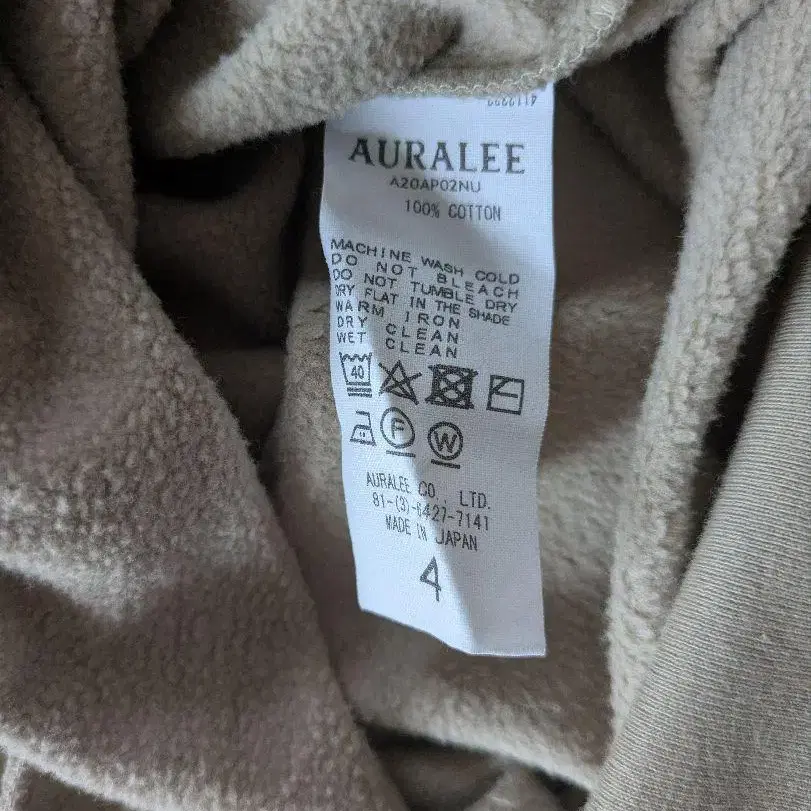 AURALEE
A20AP02NU
100% COTTON
MACHINE WASH COLD
DO NOT BLEACH
DO NOT TUMBLE DRY
DRY FLAT IN THE SHADE
WARM IRON
DRY CLEAN
WET CLEAN
40
F W
AURALEE CO., LTD.
81-(3)-6427-7141
MADE IN JAPAN
4